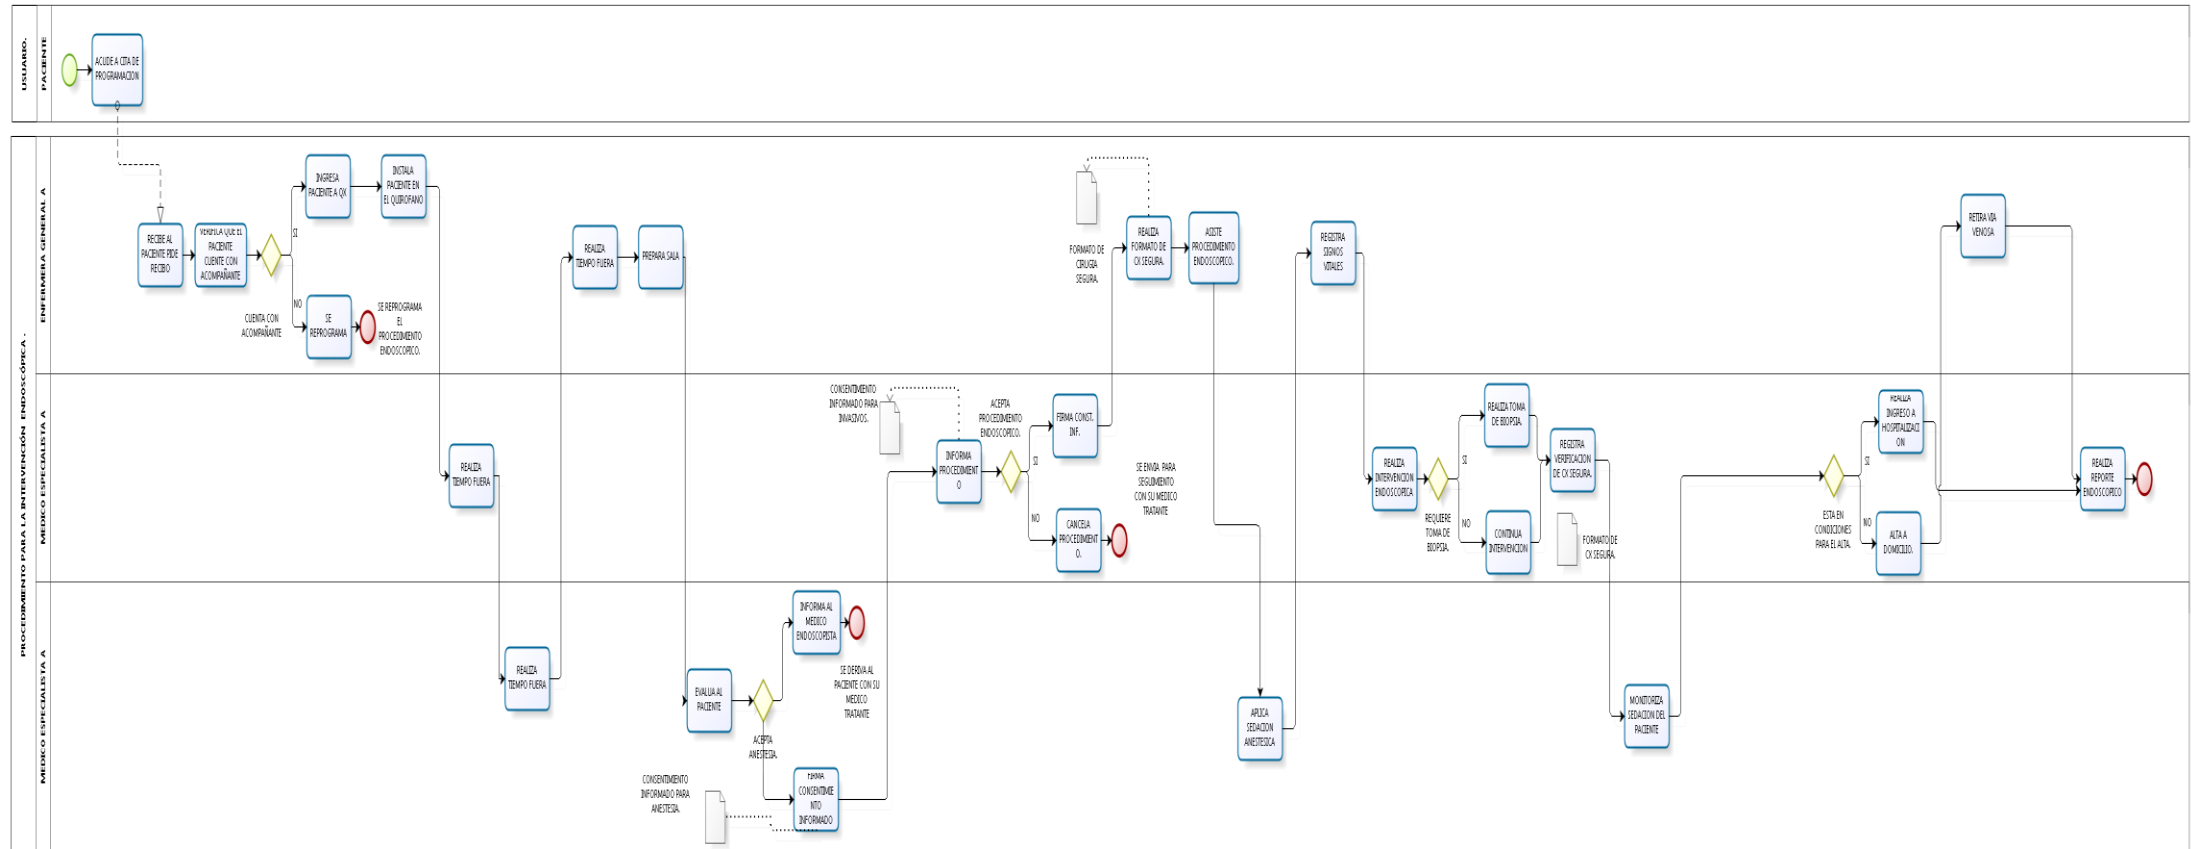 USUARIO.
PACIENTE
ACUDE A CITA DE
PROGRAMACION
PROCEDIMIENTO PARA LA INTERVENCIÓN ENDOSCÓPICA.
ENFERMERA GENERAL A
RECIBE AL
PACIENTE PIDE
RECIBO
VERIFICA QUE EL
PACIENTE
CUENTE CON
ACOMPAÑANTE
CUENTA CON
ACOMPAÑANTE
SI
NO
INGRESA
PACIENTE A QX
INSTALA
PACIENTE EN
EL QUIROFANO
SE
REPROGRAMA
SE REPROGRAMA
EL
PROCEDIMIENTO
ENDOSCOPICO.
REALIZA
TIEMPO FUERA
PREPARA SALA
FORMATO DE
CIRUGIA
SEGURA.
REALIZA
FORMATO DE
CX SEGURA.
ASISTE
PROCEDIMIENTO
ENDOSCOPICO.
REGISTRA
SIGNOS
VITALES
RETIRA VIA
VENOSA
MEDICO ESPECIALISTA A
REALIZA
TIEMPO FUERA
CONSENTIMIENTO
INFORMADO PARA
INVASIVOS.
INFORMA
PROCEDIMIENT
O
ACEPTA
PROCEDIMIENTO
ENDOSCOPICO.
SI
NO
FIRMA CONST.
INF.
CANCELA
PROCEDIMIENT
O.
SE ENVIA PARA
SEGUIMIENTO
CON SU MEDICO
TRATANTE
REALIZA
INTERVENCION
ENDOSCOPICA
REQUIERE
TOMA DE
BIOPSIA.
SI
NO
REALIZA TOMA
DE BIOPSIA.
CONTINUA
INTERVENCION
REGISTRA
VERIFICACION
DE CX SEGURA.
FORMATO DE
CX SEGURA.
ESTA EN
CONDICIONES
PARA EL ALTA.
SI
NO
REALIZA
INGRESO A
HOSPITALIZACI
ON
ALTA A
DOMICILIO.
REALIZA
REPORTE
ENDOSCOPICO
MEDICO ESPECIALISTA A
REALIZA
TIEMPO FUERA
EVALUA AL
PACIENTE
ACEPTA
ANESTESIA.
INFORMA AL
MEDICO
ENDOSCOPISTA
SE DERIVA AL
PACIENTE CON SU
MEDICO
TRATANTE
CONSENTIMIENTO
INFORMADO PARA
ANESTESIA.
FIRMA
CONSENTIMIE
NTO
INFORMADO
APLICA
SEDACION
ANESTESICA
MONITORIZA
SEDACION DEL
PACIENTE